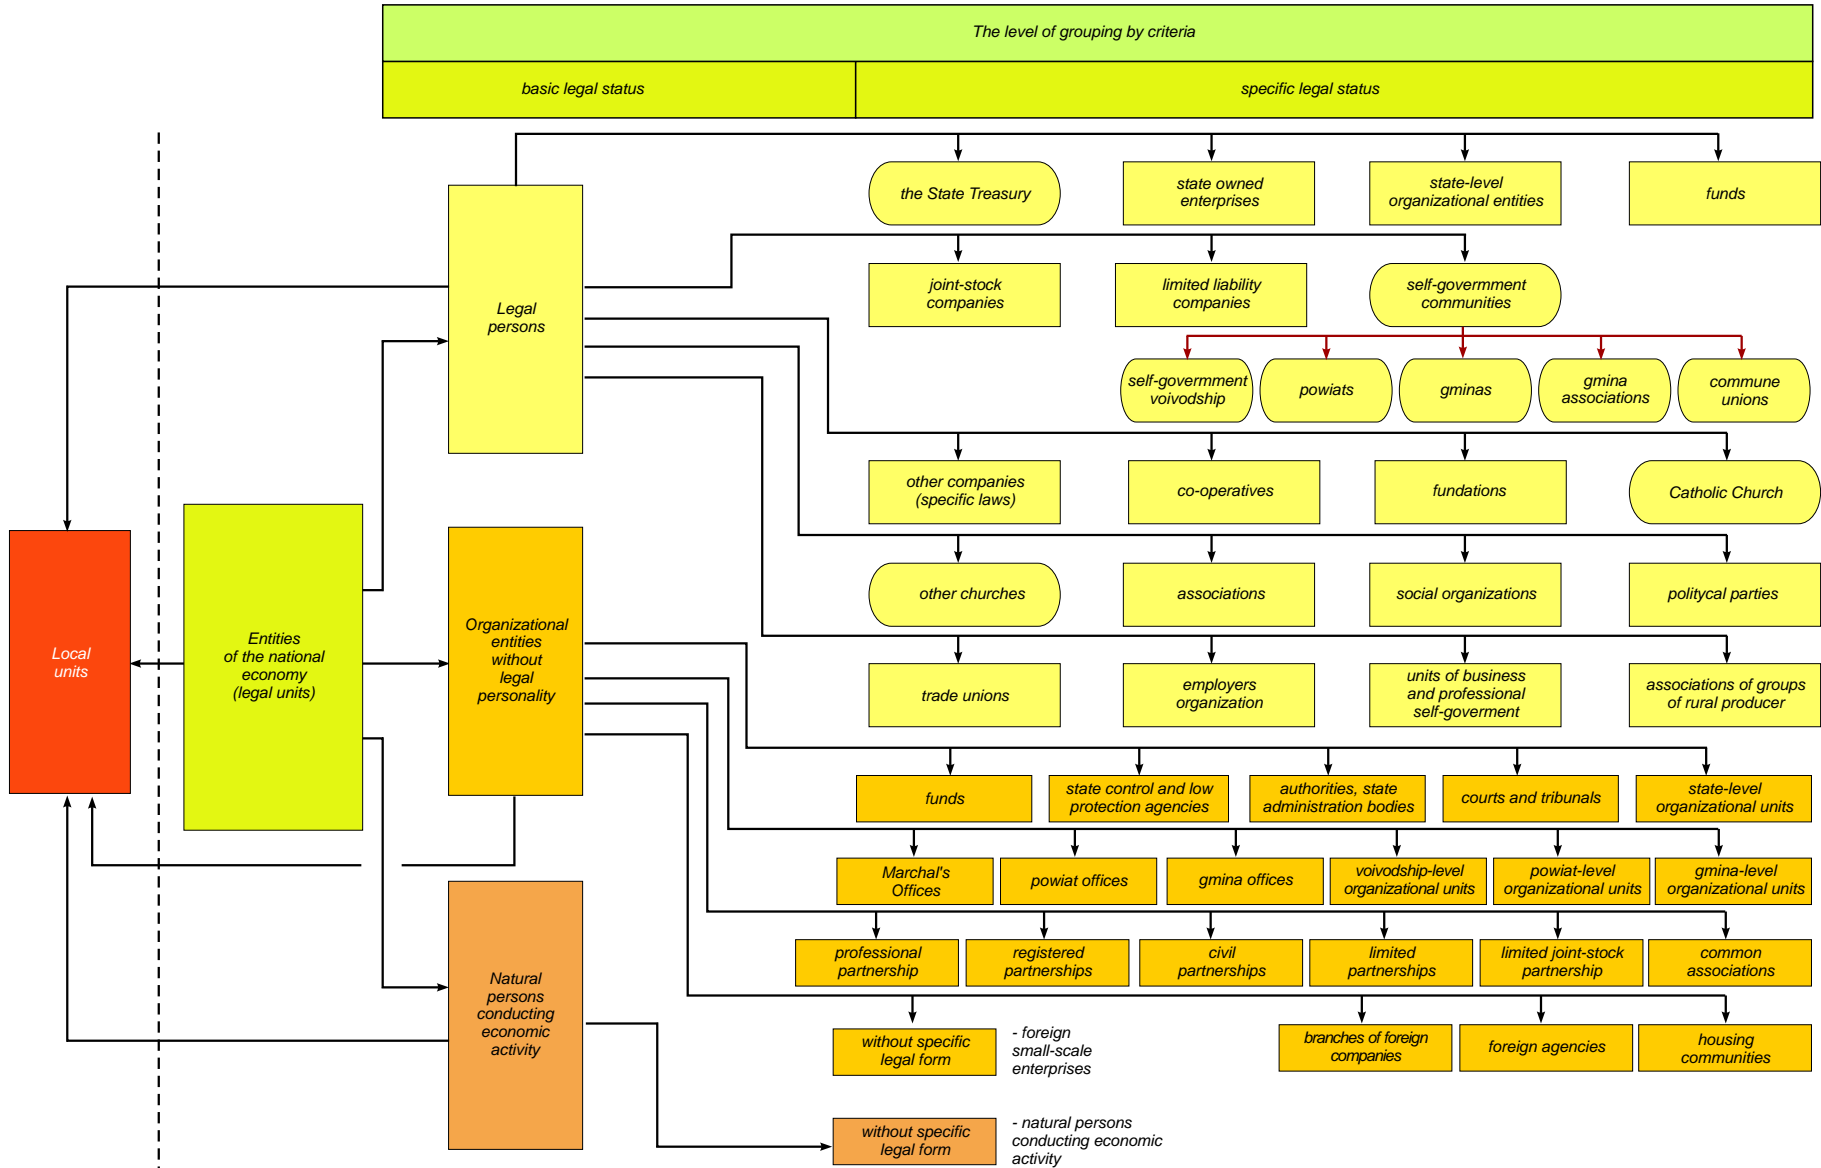 The level of grouping by criteria
basic legal status
specific legal status
the State Treasury
state owned
enterprises
state-level
organizational entities
funds
Legal
persons
joint-stock
companies
limited liability
companies
self-govermment
communities
self-government
voivodship
powiats
gminas
gmina
associations
commune
unions
other companies
(specific laws)
co-operatives
fundations
Catholic Church
other churches
associations
social organizations
politycal parties
Local
units
Entities
of the national
economy
(legal units)
Organizational
entities
without
legal
personality
trade unions
employers
organization
units of business
and professional
self-goverment
associations of groups
of rural producer
funds
state control and low
protection agencies
authorities, state
administration bodies
courts and tribunals
state-level
organizational units
Marchal's
Offices
powiat offices
gmina offices
voivodship-level
organizational units
powiat-level
organizational units
gmina-level
organizational units
professional
partnership
registered
partnerships
civil
partnerships
limited
partnerships
limited joint-stock
partnership
common
associations
Natural
persons
conducting
economic
activity
without specific
legal form
- foreign
small-scale
enterprises
branches of foreign
companies
foreign agencies
housing
communities
without specific
legal form
- natural persons
conducting economic
activity